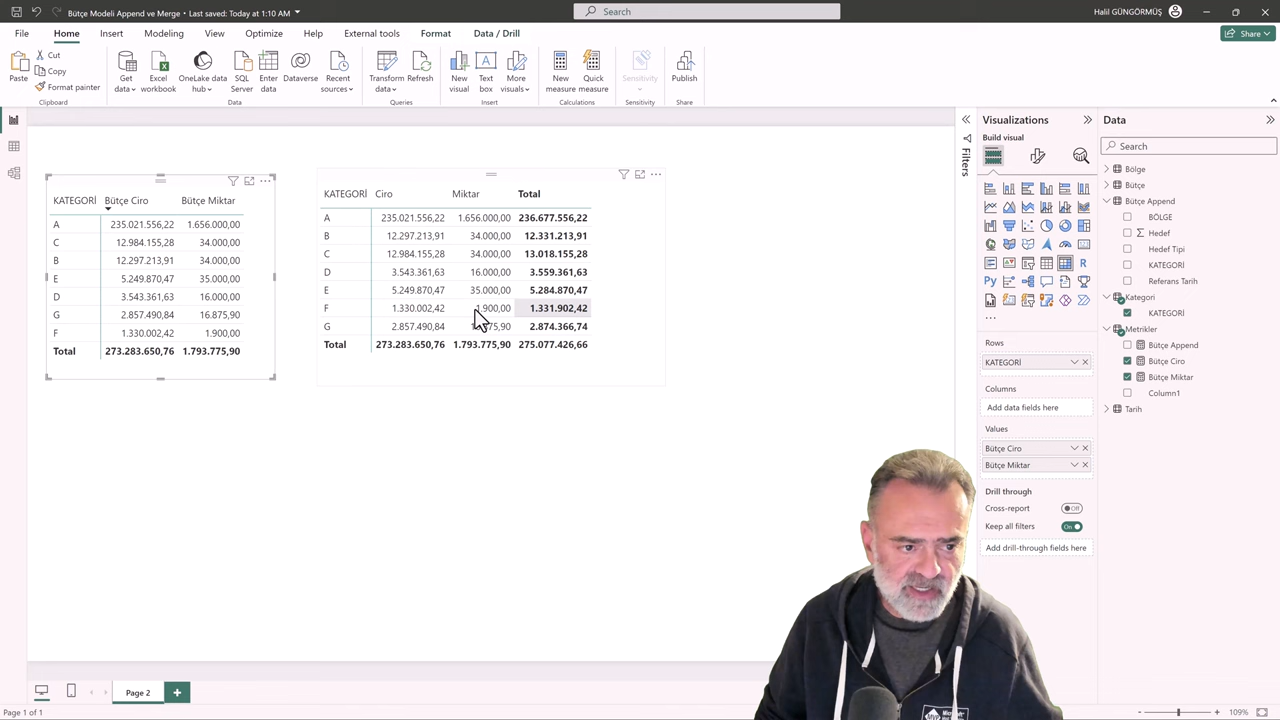 Bütçe Modeli Append ve Merge • Last saved: Today at 1:10 AM
Search
Halil GÜNGÖRMÜŞ
File Home Insert Modeling View Optimize Help External tools Format Data / Drill
Share
Paste
Cut
Copy
Format painter
Clipboard
Get data
Excel workbook
OneLake data hub
SQL Server
Enter data
Dataverse
Recent sources
Data
Transform data
Refresh
Queries
New visual
Text box
More visuals
Insert
New measure
Quick measure
Calculations
Sensitivity
Sensitivity
Publish
Share
KATEGORİ Bütçe Ciro Bütçe Miktar
A 235.021.556,22 1.656.000,00
C 12.984.155,28 34.000,00
B 12.297.213,91 34.000,00
E 5.249.870,47 35.000,00
D 3.543.361,63 16.000,00
G 2.857.490,84 16.875,90
F 1.330.002,42 1.900,00
Total 273.283.650,76 1.793.775,90
KATEGORİ Ciro Miktar Total
A 235.021.556,22 1.656.000,00 236.677.556,22
B 12.297.213,91 34.000,00 12.331.213,91
C 12.984.155,28 34.000,00 13.018.155,28
D 3.543.361,63 16.000,00 3.559.361,63
E 5.249.870,47 35.000,00 5.284.870,47
F 1.330.002,42 1.900,00 1.331.902,42
G 2.857.490,84 2.874.366,74
Total 273.283.650,76 1.793.775,90 275.077.426,66
Filters
Visualizations
Build visual
Rows
KATEGORİ
Columns
Add data fields here
Values
Bütçe Ciro
Bütçe Miktar
Drill through
Cross-report Off
Keep all filters On
Add drill-through fields here
Data
Search
Bölge
Bütçe
Bütçe Append
BÖLGE
Hedef
Hedef Tipi
KATEGORİ
Referans Tarih
Kategori
KATEGORİ
Metrikler
Bütçe Append
Bütçe Ciro
Bütçe Miktar
Column1
Tarih
Page 2
Page 1 of 1
109%